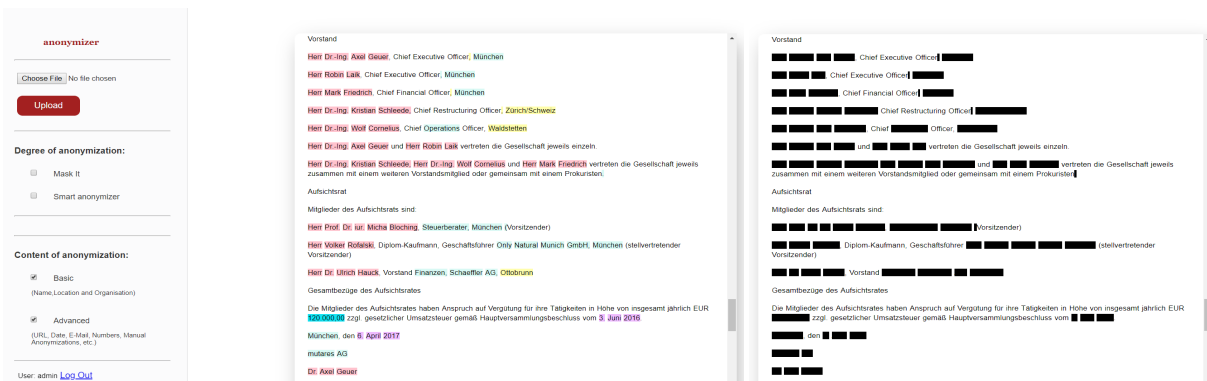 anonymizer
Choose File No file chosen
Upload
Degree of anonymization:
Mask It
Smart anonymizer
Content of anonymization:
Basic
(Name,Location and Organisation)
Advanced
(URL, Date, E-Mail, Numbers, Manual
Anonymizations, etc.)
User: admin Log Out
Vorstand
Herr Dr.-Ing. Axel Geuer, Chief Executive Officer, München
Herr Robin Laik, Chief Executive Officer, München
Herr Mark Friedrich, Chief Financial Officer, München
Herr Dr.-Ing. Kristian Schleede, Chief Restructuring Officer, Zürich/Schweiz
Herr Dr.-Ing. Wolf Cornelius, Chief Operations Officer, Waldstetten
Herr Dr.-Ing. Axel Geuer und Herr Robin Laik vertreten die Gesellschaft jeweils einzeln.
Herr Dr.-Ing. Kristian Schleede, Herr Dr.-Ing. Wolf Cornelius und Herr Mark Friedrich vertreten die Gesellschaft jeweils
zusammen mit einem weiteren Vorstandsmitglied oder gemeinsam mit einem Prokuristen.
Aufsichtsrat
Mitglieder des Aufsichtsrats sind:
Herr Prof. Dr. iur. Micha Bloching, Steuerberater, München (Vorsitzender)
Herr Volker Rofalski, Diplom-Kaufmann, Geschäftsführer Only Natural Munich GmbH, München (stellvertretender
Vorsitzender)
Herr Dr. Ulrich Hauck, Vorstand Finanzen, Schaeffler AG, Ottobrunn
Gesamtbezüge des Aufsichtsrates
Die Mitglieder des Aufsichtsrates haben Anspruch auf Vergütung für ihre Tätigkeiten in Höhe von insgesamt jährlich EUR
120.000,00 zzgl. gesetzlicher Umsatzsteuer gemäß Hauptversammlungsbeschluss vom 3. Juni 2016.
München, den 6. April 2017
mutares AG
Dr. Axel Geuer
Vorstand
, Chief Executive Officer
, Chief Executive Officer
, Chief Financial Officer
Chief Restructuring Officer
, Chief Officer,
und vertreten die Gesellschaft jeweils einzeln.
und vertreten die Gesellschaft jeweils
zusammen mit einem weiteren Vorstandsmitglied oder gemeinsam mit einem Prokuristen
Aufsichtsrat
Mitglieder des Aufsichtsrats sind:
Vorsitzender)
, Diplom-Kaufmann, Geschäftsführer (stellvertretender
Vorsitzender)
, Vorstand
Gesamtbezüge des Aufsichtsrates
Die Mitglieder des Aufsichtsrates haben Anspruch auf Vergütung für ihre Tätigkeiten in Höhe von insgesamt jährlich EUR
zzgl. gesetzlicher Umsatzsteuer gemäß Hauptversammlungsbeschluss vom
, den